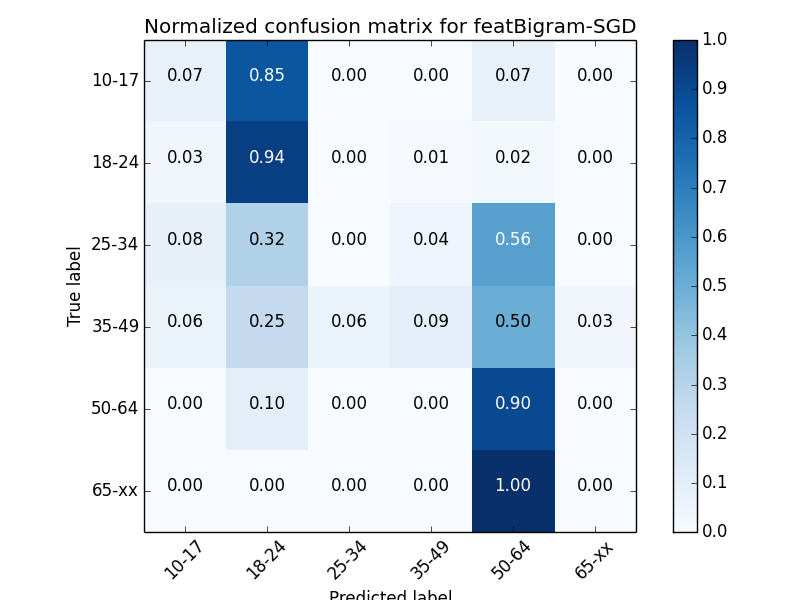 Normalized confusion matrix for featBigram-SGD
10-17 0.07 0.85 0.00 0.00 0.07 0.00
18-24 0.03 0.94 0.00 0.01 0.02 0.00
25-34 0.08 0.32 0.00 0.04 0.56 0.00
35-49 0.06 0.25 0.06 0.09 0.50 0.03
50-64 0.00 0.10 0.00 0.00 0.90 0.00
65-xx 0.00 0.00 0.00 0.00 1.00 0.00
10-17 18-24 25-34 35-49 50-64 65-xx
True label
Predicted label
1.0
0.9
0.8
0.7
0.6
0.5
0.4
0.3
0.2
0.1
0.0